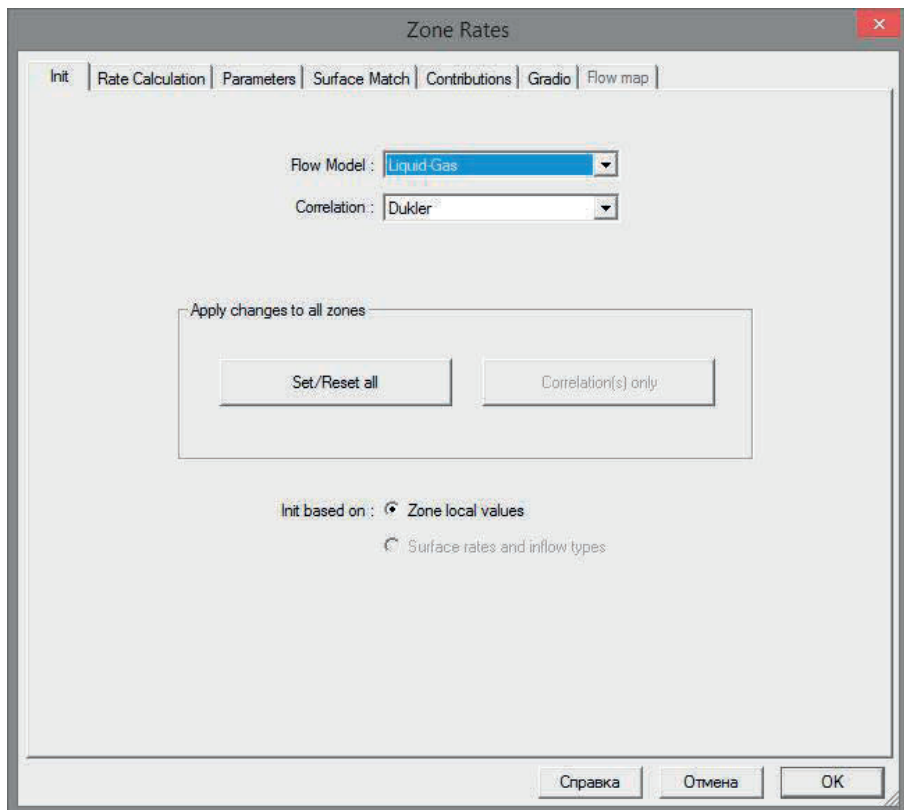 Zone Rates
Init Rate Calculation Parameters Surface Match Contributions Gradio Flow map
Flow Model : Liquid-Gas
Correlation : Dukler
Apply changes to all zones
Set/Reset all Correlation(s) only
Init based on : Zone local values
Surface rates and inflow types
Справка Отмена OK